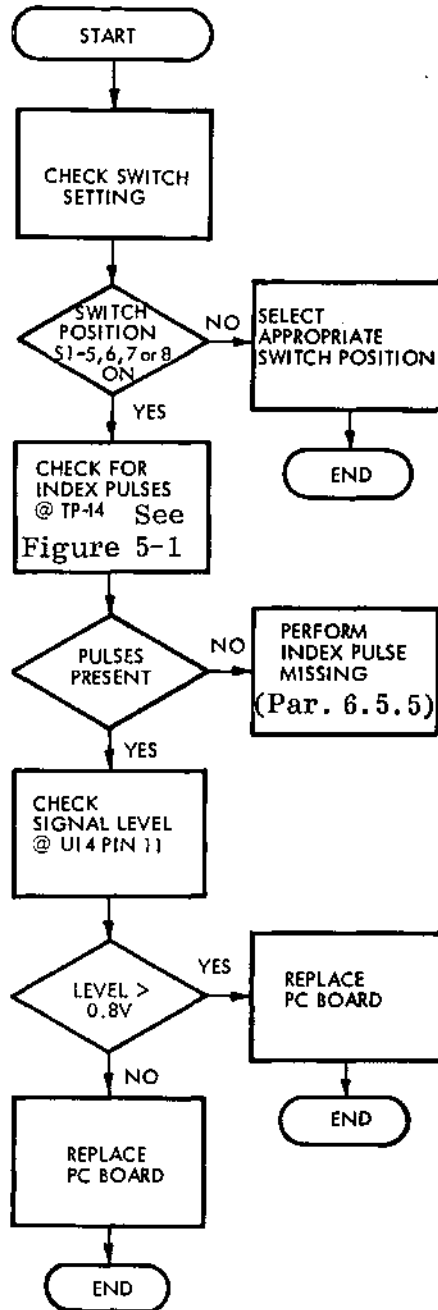 START
CHECK SWITCH
SETTING
SWITCH
POSITION
S1-5,6,7 or 8
ON
NO
SELECT
APPROPRIATE
SWITCH POSITION
END
YES
CHECK FOR
INDEX PULSES
@ TP-14 See
Figure 5-1
PULSES
PRESENT
NO
PERFORM
INDEX PULSE
MISSING
(Par. 6.5.5)
YES
CHECK
SIGNAL LEVEL
@ U14 PIN 11
LEVEL >
0.8V
YES
REPLACE
PC BOARD
END
NO
REPLACE
PC BOARD
END